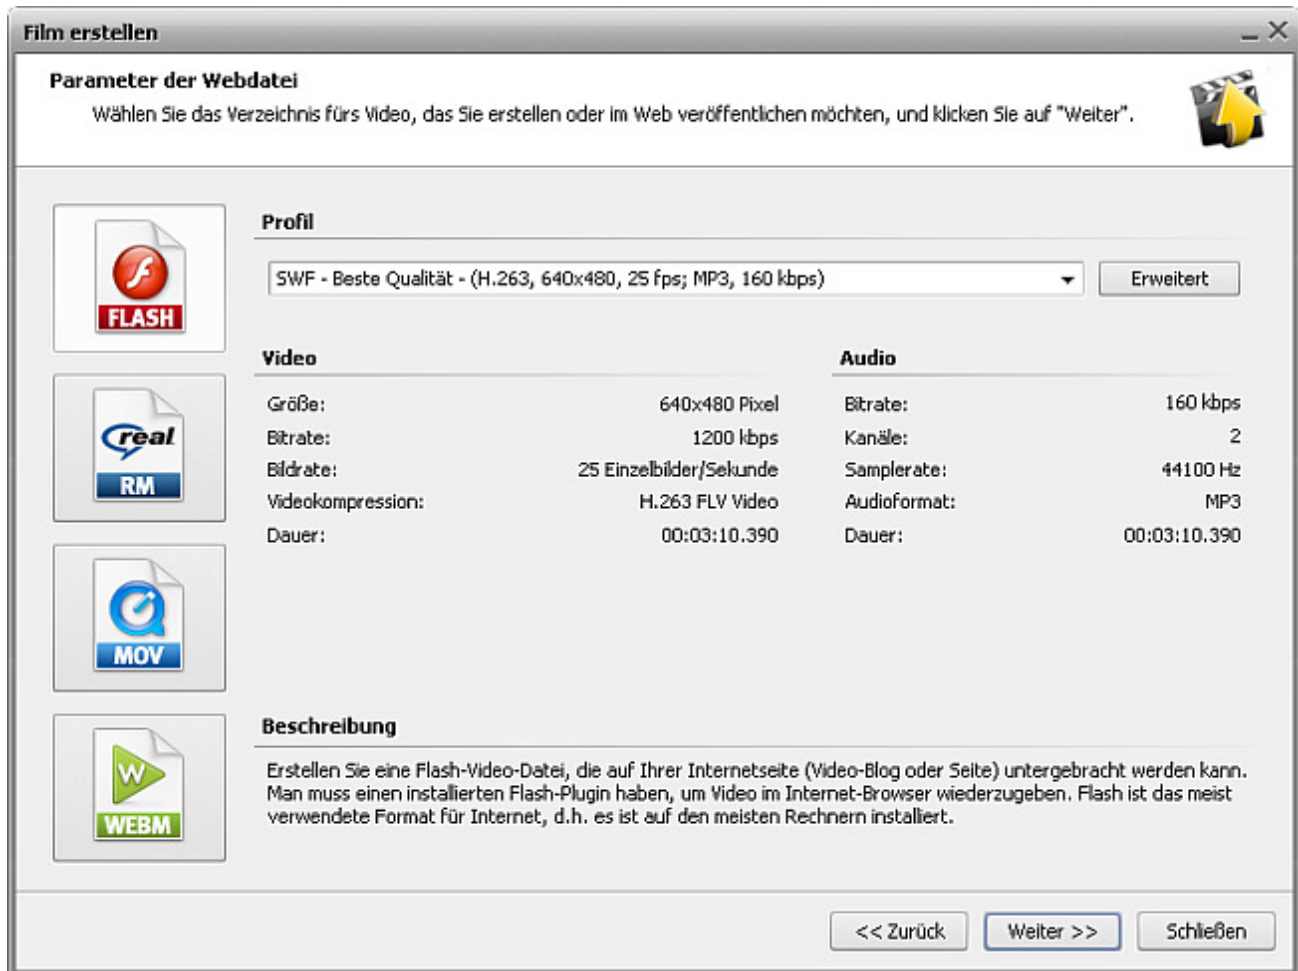 Film erstellen
Parameter der Webdatei
Wählen Sie das Verzeichnis fürs Video, das Sie erstellen oder im Web veröffentlichen möchten, und klicken Sie auf "Weiter".
FLASH
real
RM
MOV
W
WEBM
Profil
SWF - Beste Qualität - (H.263, 640x480, 25 fps; MP3, 160 kbps)
Erweitert
Video
Größe: 640x480 Pixel
Bitrate: 1200 kbps
Bildrate: 25 Einzelbilder/Sekunde
Videokompression: H.263 FLV Video
Dauer: 00:03:10.390
Audio
Bitrate: 160 kbps
Kanäle: 2
Samplerate: 44100 Hz
Audioformat: MP3
Dauer: 00:03:10.390
Beschreibung
Erstellen Sie eine Flash-Video-Datei, die auf Ihrer Internetseite (Video-Blog oder Seite) untergebracht werden kann.
Man muss einen installierten Flash-Plugin haben, um Video im Internet-Browser wiederzugeben. Flash ist das meist
verwendete Format für Internet, d.h. es ist auf den meisten Rechnern installiert.
<< Zurück
Weiter >>
Schließen